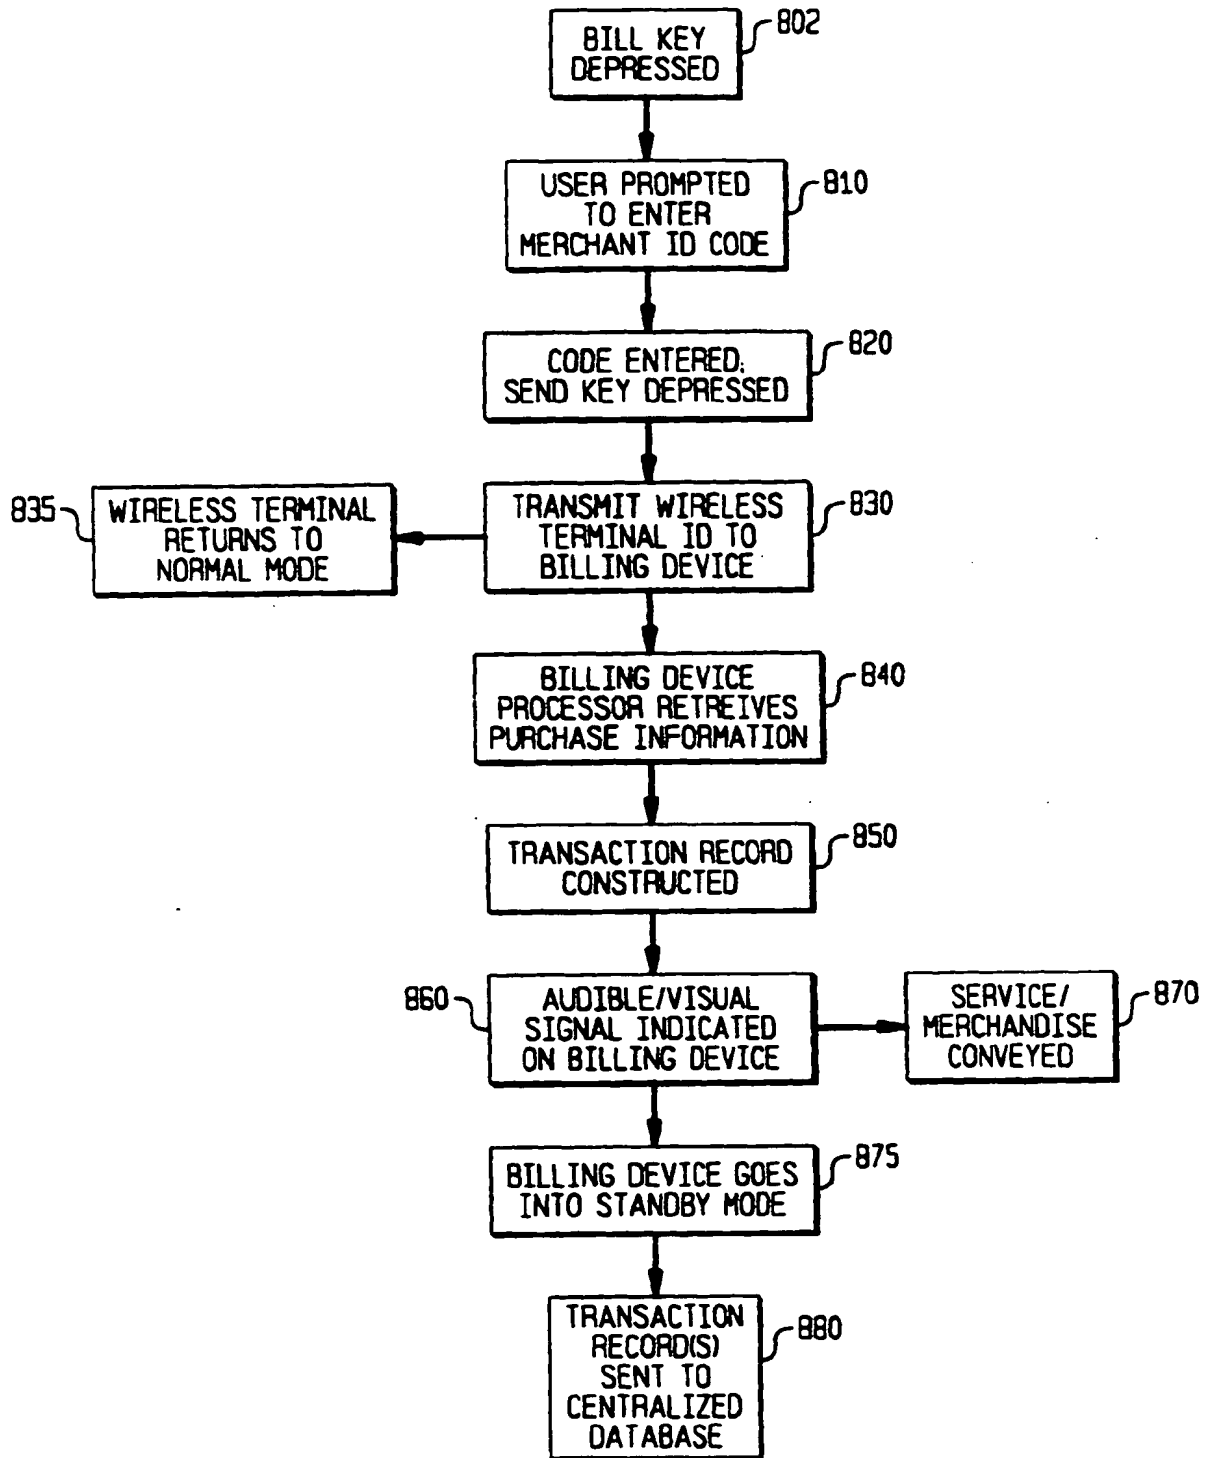 BILL KEY
DEPRESSED
802
USER PROMPTED
TO ENTER
MERCHANT ID CODE
810
CODE ENTERED;
SEND KEY DEPRESSED
820
835
WIRELESS TERMINAL
RETURNS TO
NORMAL MODE
TRANSMIT WIRELESS
TERMINAL ID TO
BILLING DEVICE
830
BILLING DEVICE
PROCESSOR RETREIVES
PURCHASE INFORMATION
840
TRANSACTION RECORD
CONSTRUCTED
850
860
AUDIBLE/VISUAL
SIGNAL INDICATED
ON BILLING DEVICE
SERVICE/
MERCHANDISE
CONVEYED
870
BILLING DEVICE GOES
INTO STANDBY MODE
875
TRANSACTION
RECORD(S)
SENT TO
CENTRALIZED
DATABASE
880